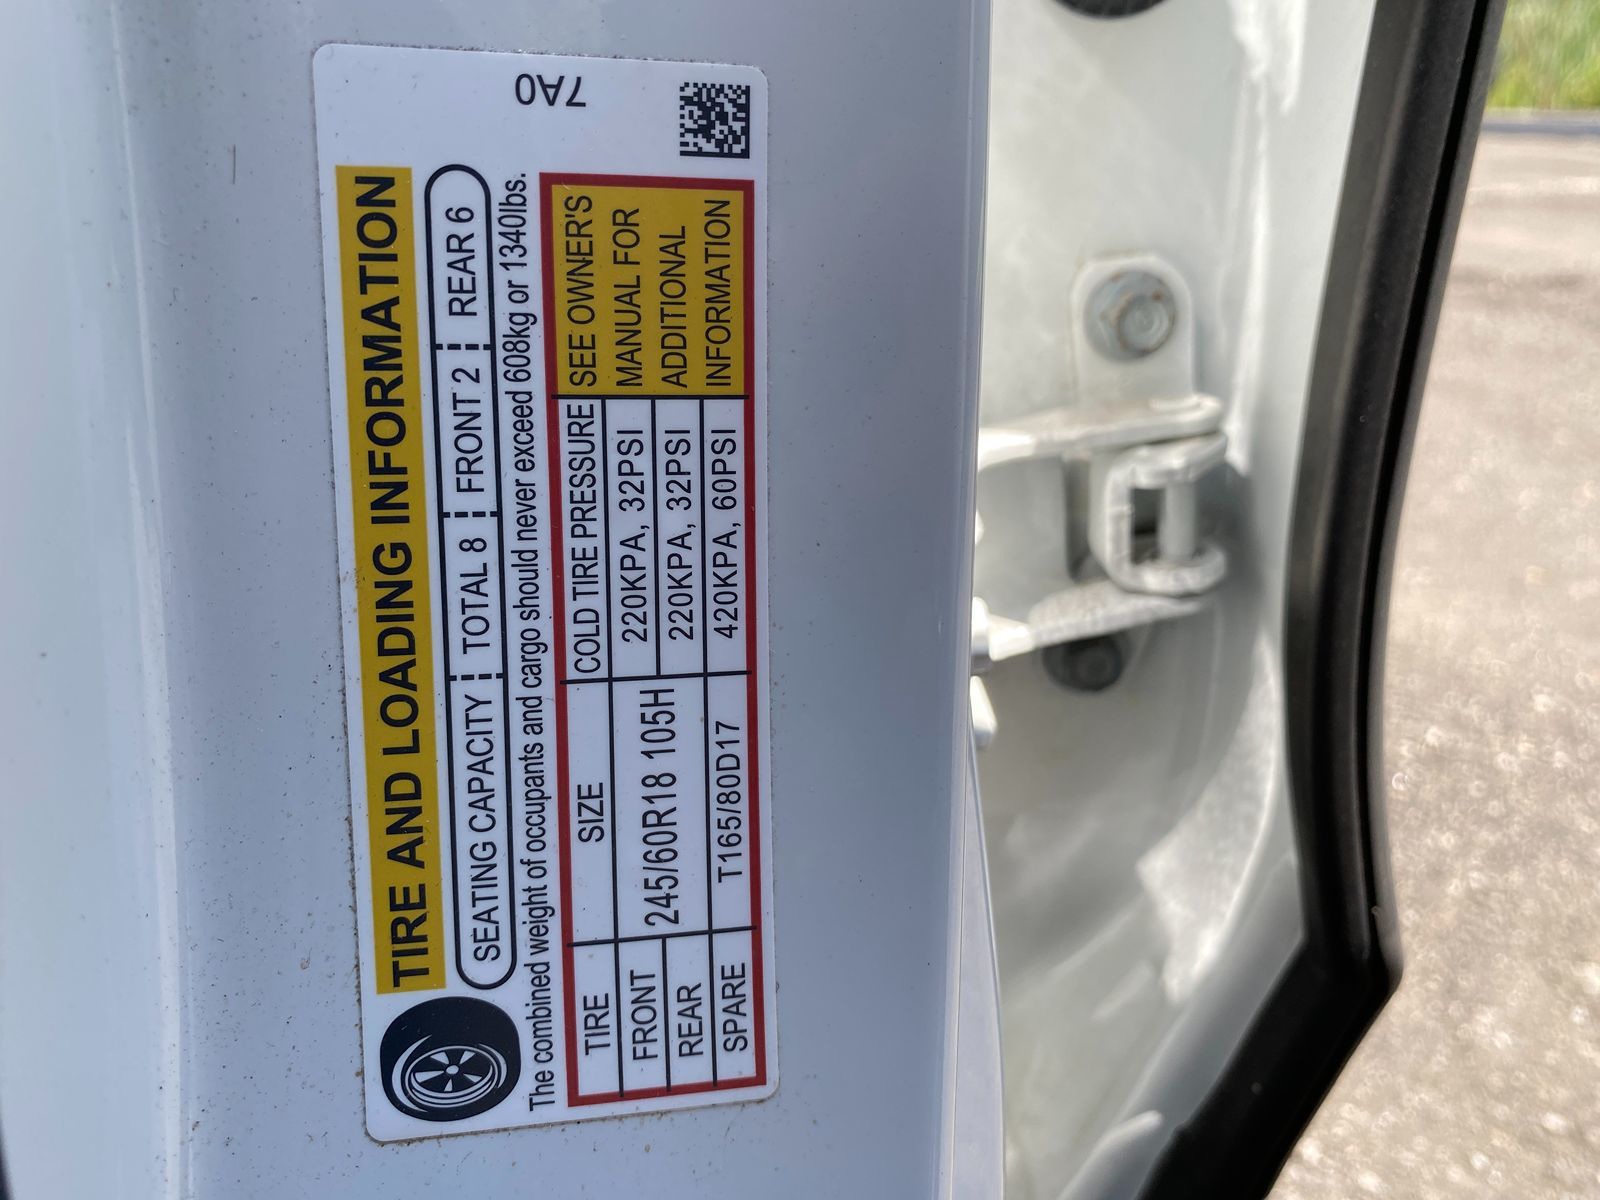 7A0
TIRE AND LOADING INFORMATION
SEATING CAPACITY TOTAL 8 FRONT 2 REAR 6
The combined weight of occupants and cargo should never exceed 608kg or 1340lbs.
TIRE SIZE COLD TIRE PRESSURE
FRONT 245/60R18 105H 220KPA, 32PSI
REAR 220KPA, 32PSI
SPARE T165/80D17 420KPA, 60PSI
SEE OWNER'S
MANUAL FOR
ADDITIONAL
INFORMATION